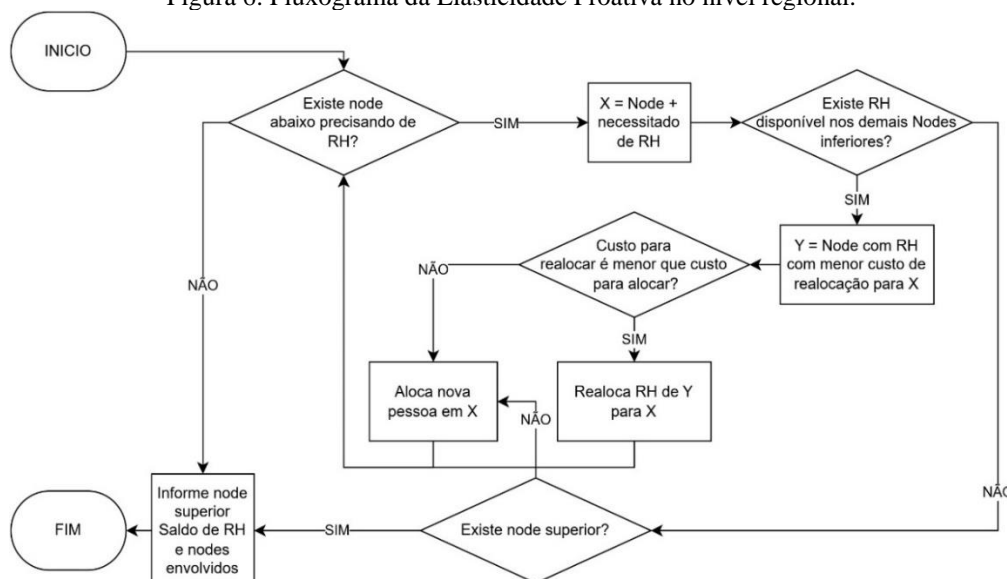 Figura 6. Fluxograma da Elasticidade Proativa no nível regional.
INICIO
Existe node
abaixo precisando de
RH?
SIM
X = Node +
necessitado
de RH
Existe RH
disponível nos demais Nodes
inferiores?
SIM
Y = Node com RH
com menor custo de
realocação para X
Custo para
realocar é menor que custo
para alocar?
NÃO
NÃO
SIM
Aloca nova
pessoa em X
Realoca RH de Y
para X
NÃO
NÃO
FIM
Informe node
superior
Saldo de RH
e nodes
envolvidos
SIM
Existe node superior?